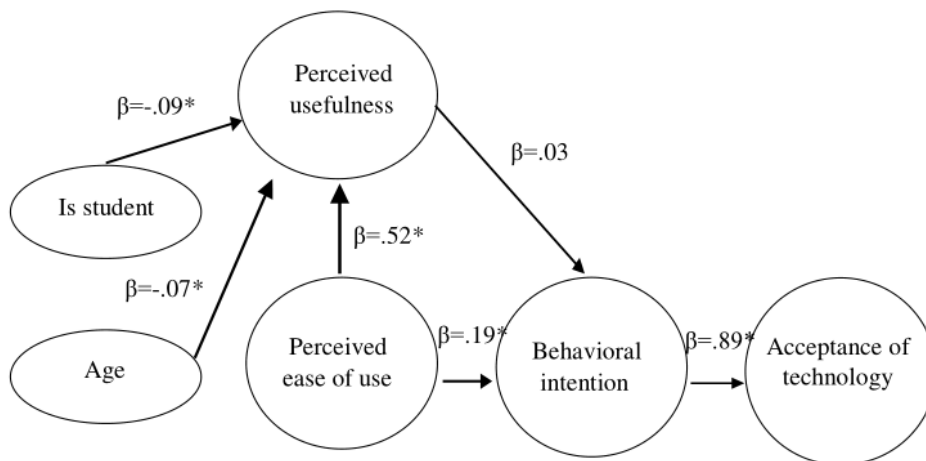 Perceived
usefulness
β=-.09*
β=.03
Is student
β=.52*
β=-.07*
β=.19*
β=.89*
Perceived
ease of use
Behavioral
intention
Acceptance of
technology
Age